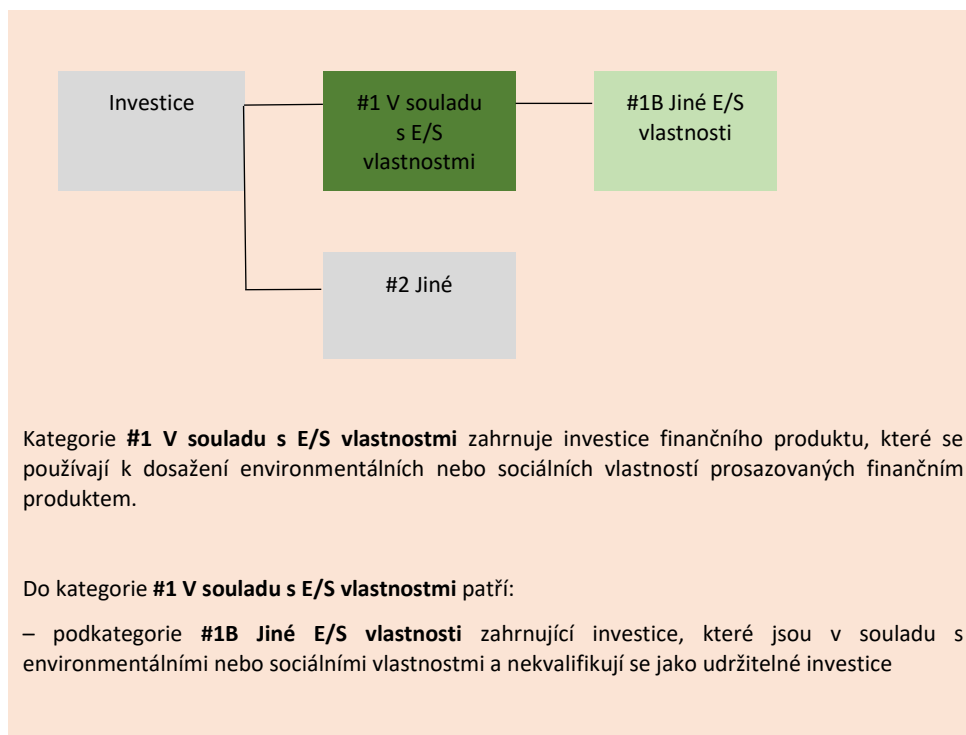 Investice
#1 V souladu
s E/S
vlastnostmi
#1B Jiné E/S
vlastnosti
#2 Jiné
Kategorie #1 V souladu s E/S vlastnostmi zahrnuje investice finančního produktu, které se
používají k dosažení environmentálních nebo sociálních vlastností prosazovaných finančním
produktem.
Do kategorie #1 V souladu s E/S vlastnostmi patří:
– podkategorie #1B Jiné E/S vlastnosti zahrnující investice, které jsou v souladu s
environmentálními nebo sociálními vlastnostmi a nekvalifikují se jako udržitelné investice